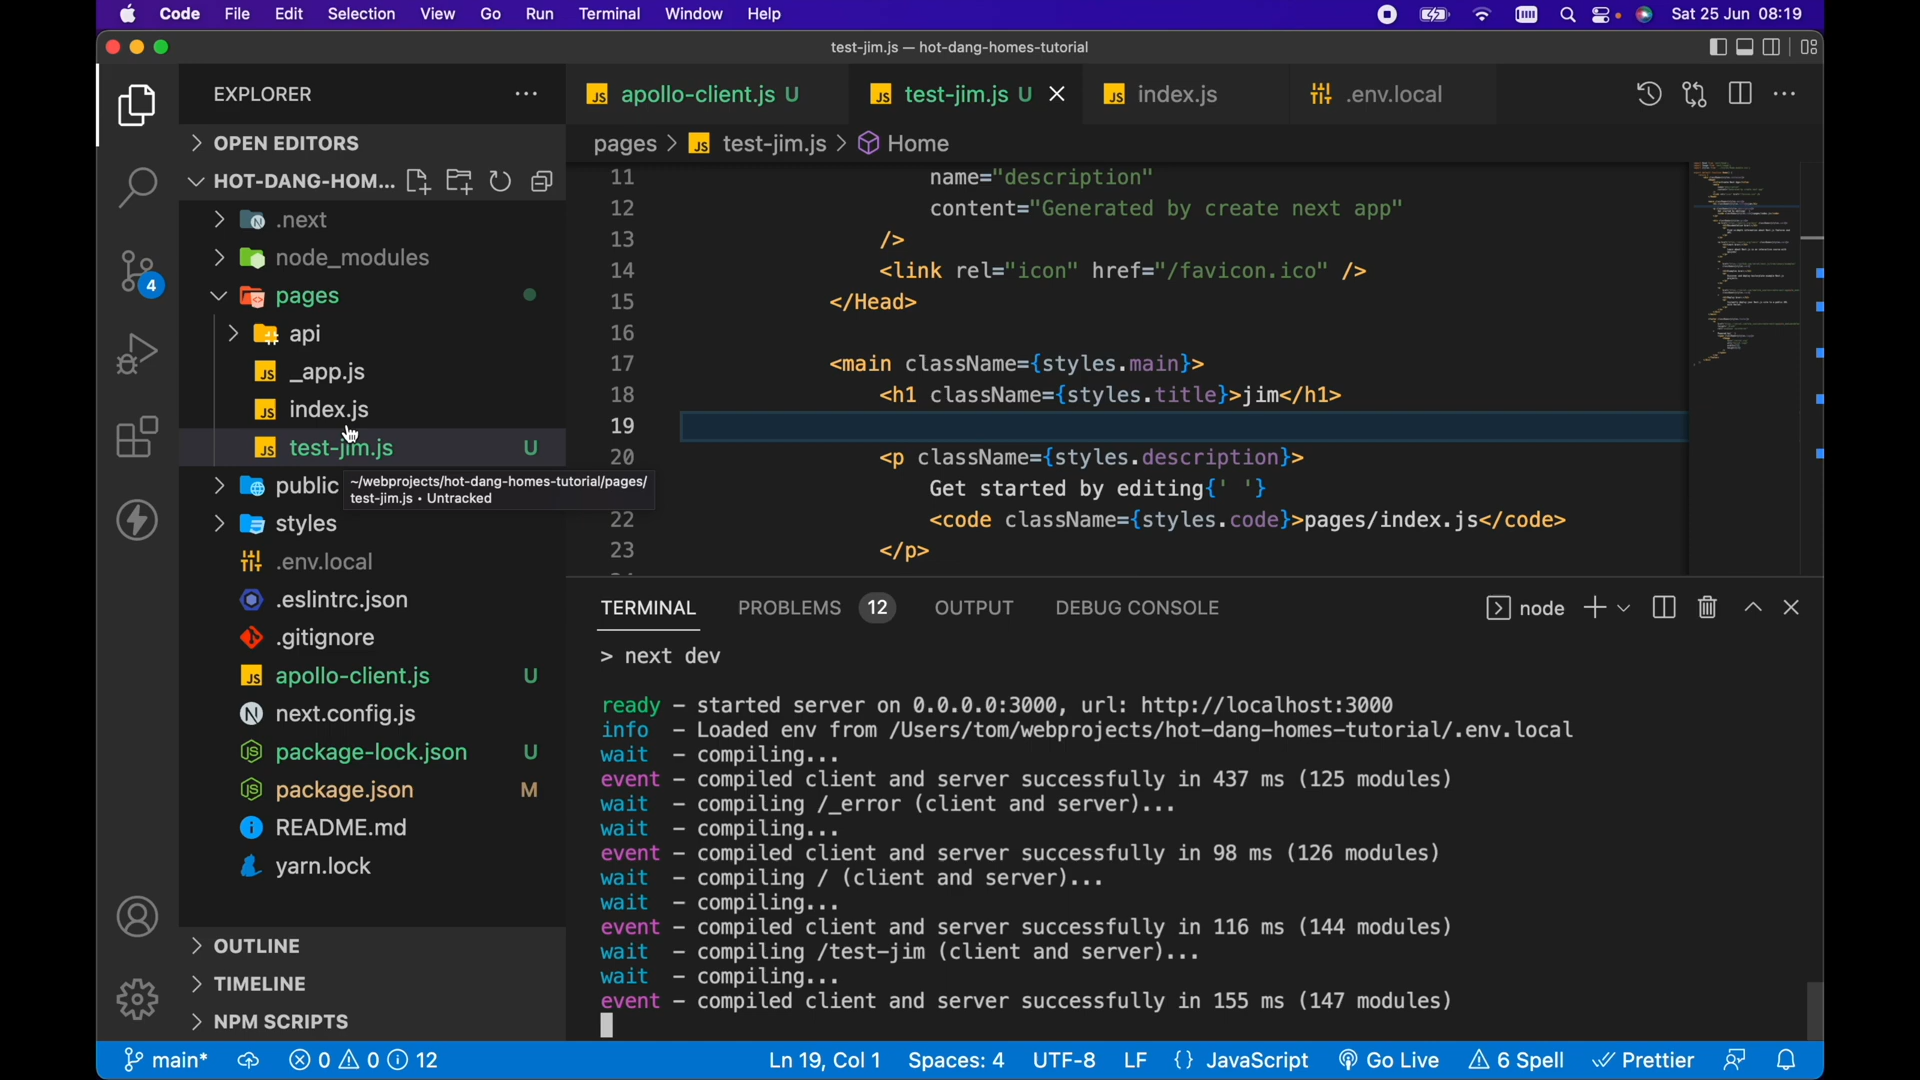 Code File Edit Selection View Go Run Terminal Window Help Sat 25 Jun 08:19
test-jim.js — hot-dang-homes-tutorial
EXPLORER
OPEN EDITORS
HOT-DANG-HOM...
.next
node_modules
pages
api
_app.js
index.js
test-jim.js U
public
~/webprojects/hot-dang-homes-tutorial/pages/
test-jim.js • Untracked
styles
.env.local
.eslintrc.json
.gitignore
apollo-client.js U
next.config.js
package-lock.json U
package.json M
README.md
yarn.lock
OUTLINE
TIMELINE
NPM SCRIPTS
4
apollo-client.js U test-jim.js U index.js .env.local
pages > test-jim.js > Home
11 name="description"
12 content="Generated by create next app"
13 />
14 <link rel="icon" href="/favicon.ico" />
15 </Head>
16
17 <main className={styles.main}>
18 <h1 className={styles.title}>jim</h1>
19
20 <p className={styles.description}>
Get started by editing{' '}
22 <code className={styles.code}>pages/index.js</code>
23 </p>
TERMINAL PROBLEMS 12 OUTPUT DEBUG CONSOLE node
> next dev
ready - started server on 0.0.0.0:3000, url: http://localhost:3000
info - Loaded env from /Users/tom/webprojects/hot-dang-homes-tutorial/.env.local
wait - compiling...
event - compiled client and server successfully in 437 ms (125 modules)
wait - compiling /_error (client and server)...
wait - compiling...
event - compiled client and server successfully in 98 ms (126 modules)
wait - compiling / (client and server)...
wait - compiling...
event - compiled client and server successfully in 116 ms (144 modules)
wait - compiling /test-jim (client and server)...
wait - compiling...
event - compiled client and server successfully in 155 ms (147 modules)
main* 0 0 12 Ln 19, Col 1 Spaces: 4 UTF-8 LF {} JavaScript Go Live 6 Spell Prettier